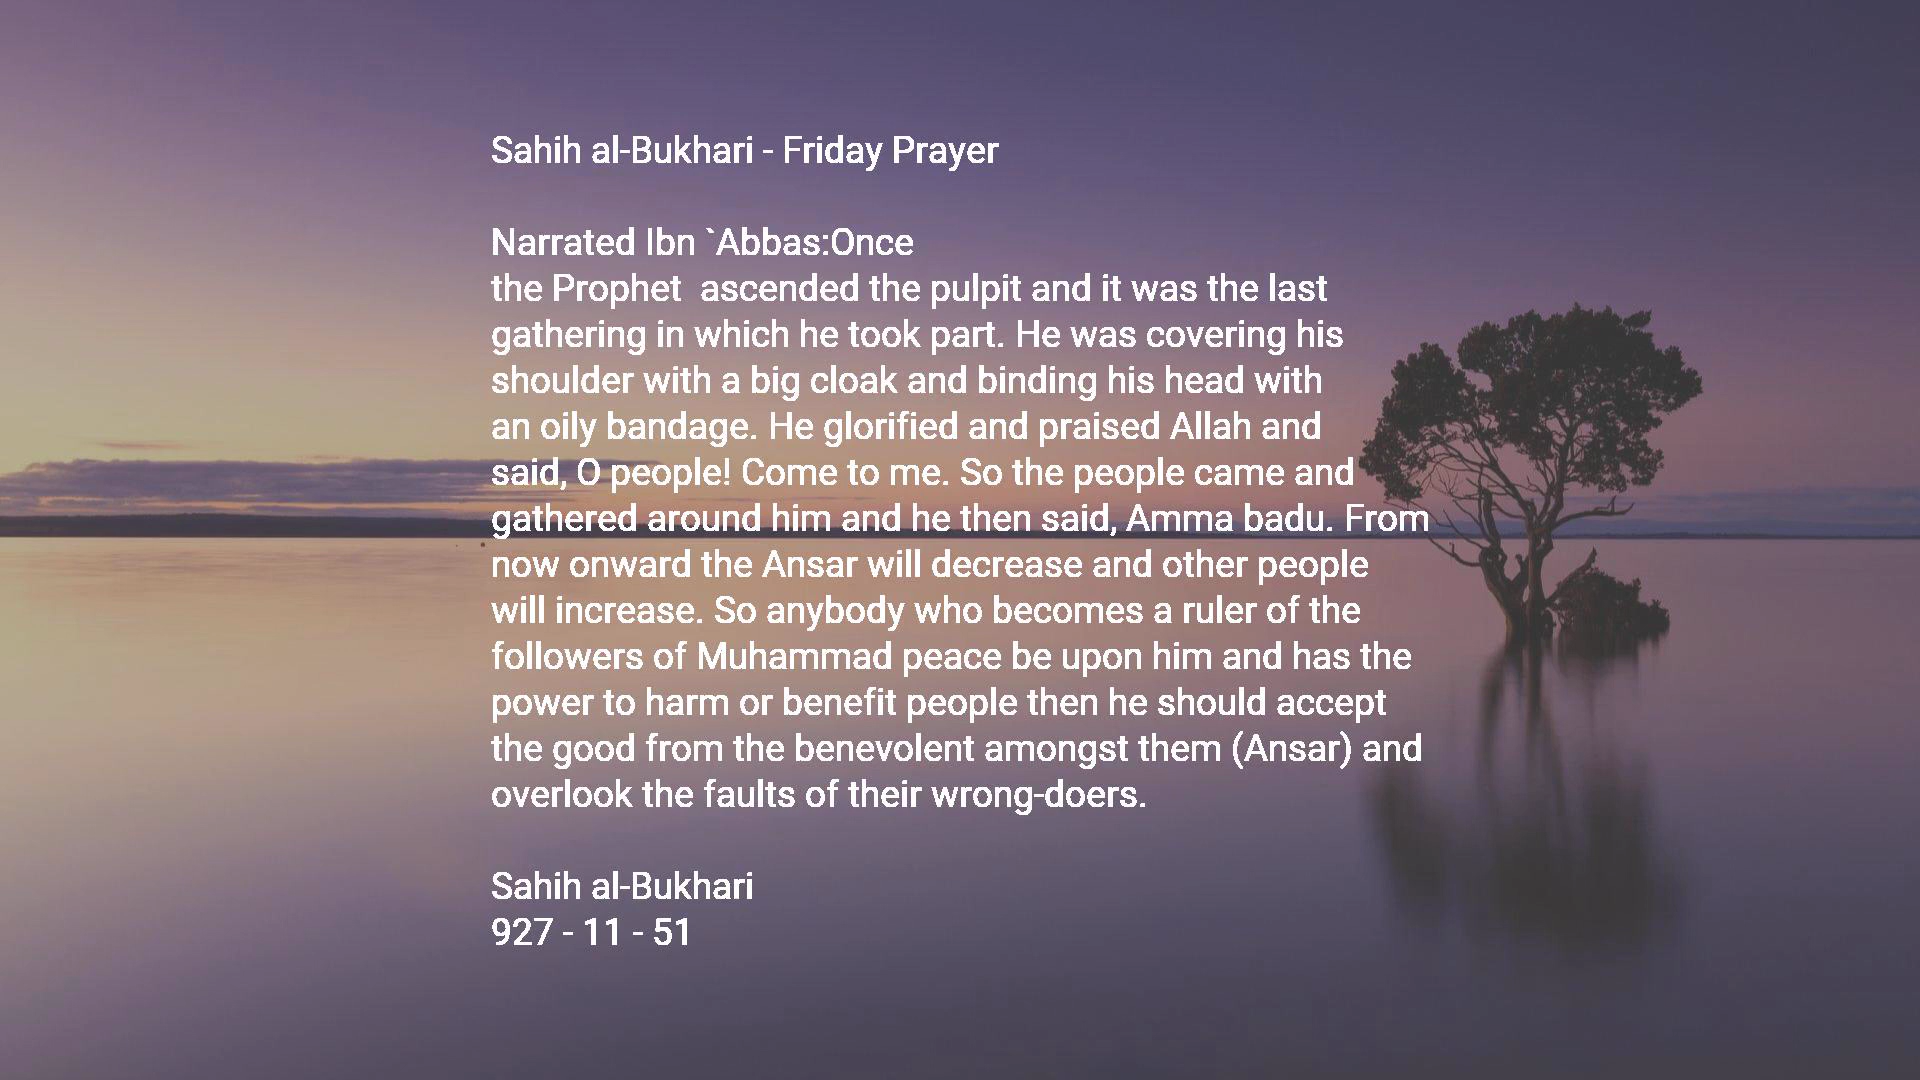 Sahih al-Bukhari - Friday Prayer
Narrated Ibn `Abbas:Once
the Prophet  ascended the pulpit and it was the last
gathering in which he took part. He was covering his
shoulder with a big cloak and binding his head with
an oily bandage. He glorified and praised Allah and
said, O people! Come to me. So the people came and
gathered around him and he then said, Amma badu. From
now onward the Ansar will decrease and other people
will increase. So anybody who becomes a ruler of the
followers of Muhammad peace be upon him and has the
power to harm or benefit people then he should accept
the good from the benevolent amongst them (Ansar) and
overlook the faults of their wrong-doers.
Sahih al-Bukhari
927 - 11 - 51